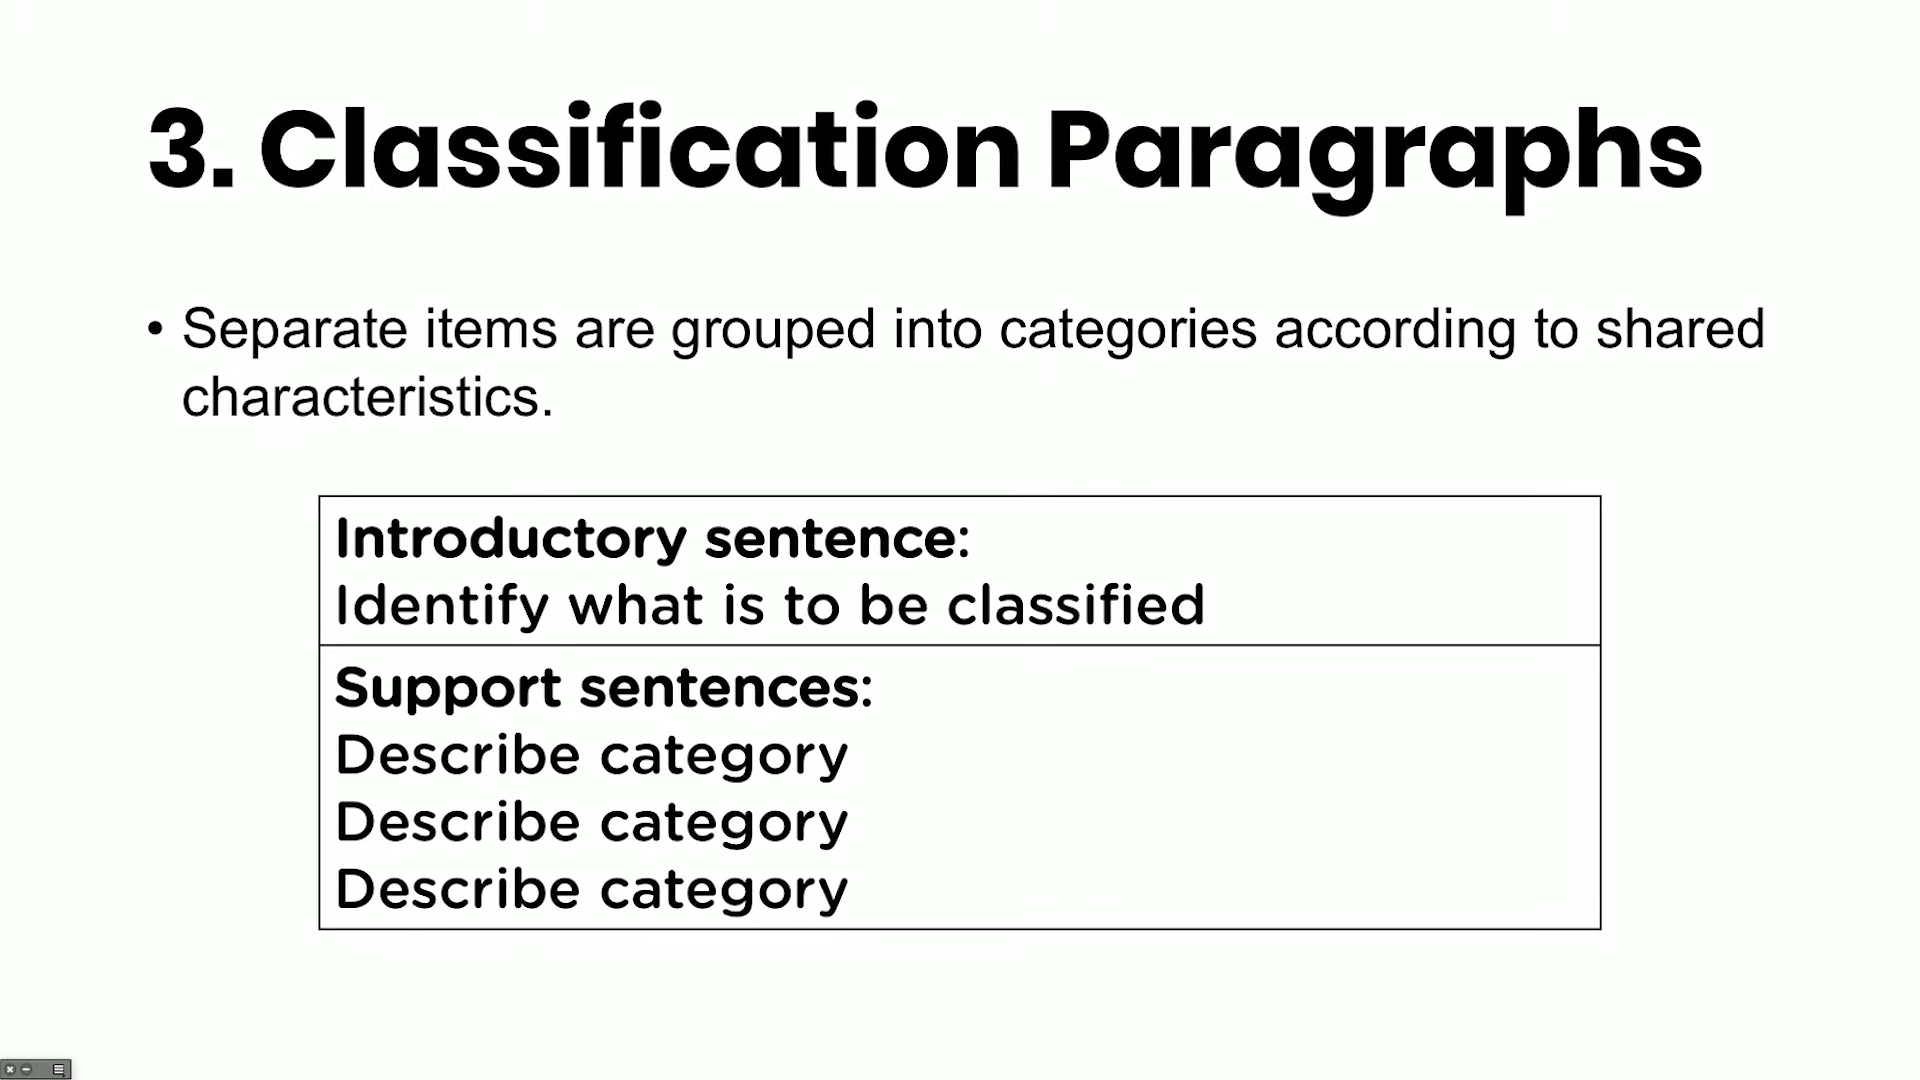 3. Classification Paragraphs
• Separate items are grouped into categories according to shared
characteristics.
Introductory sentence:
Identify what is to be classified
Support sentences:
Describe category
Describe category
Describe category